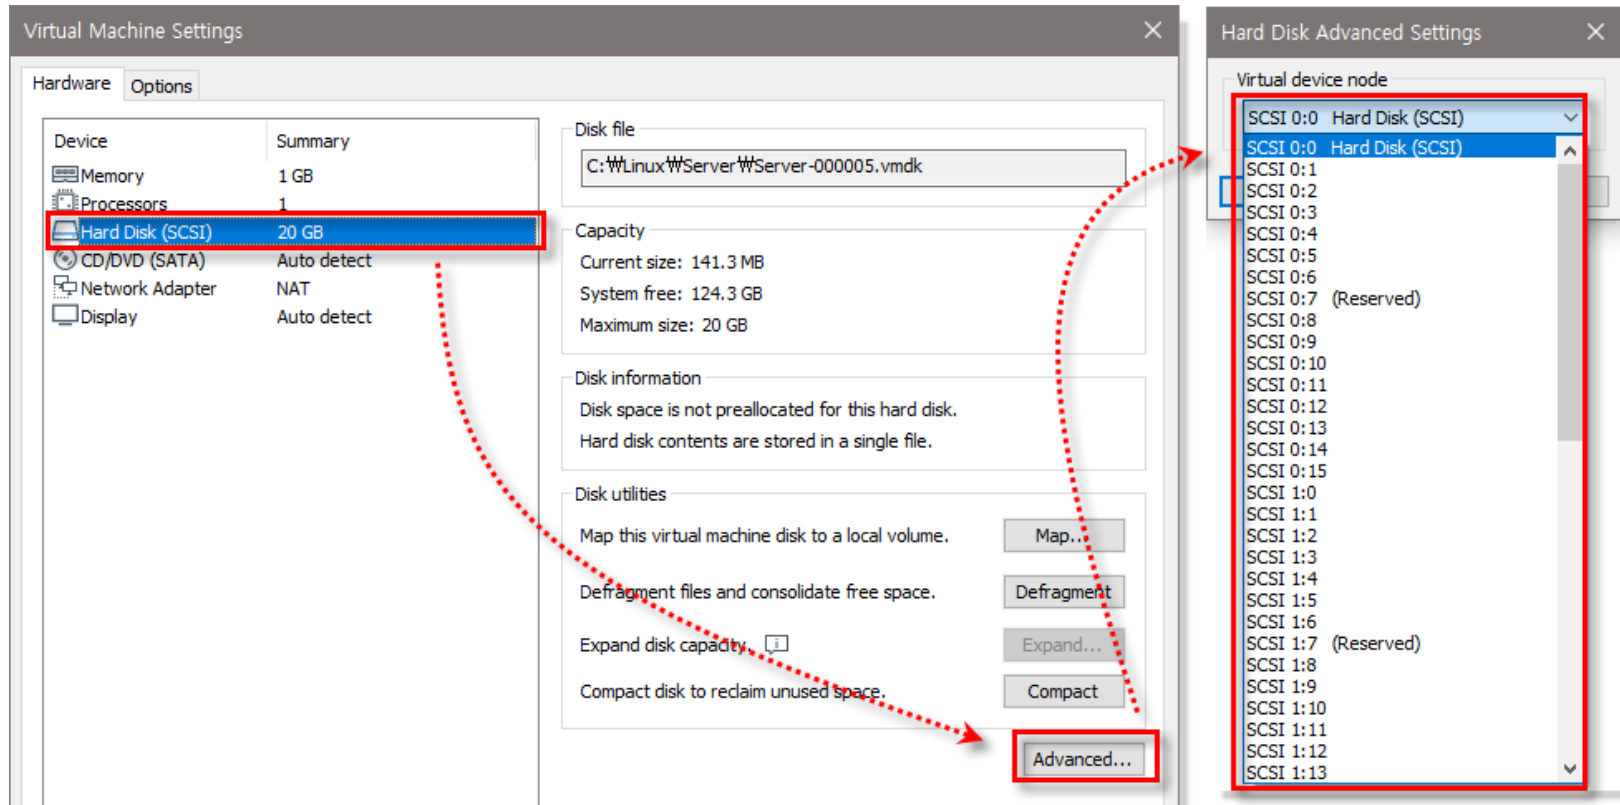 Virtual Machine Settings
Hardware Options
Device Summary
Memory 1 GB
Processors 1
Hard Disk (SCSI) 20 GB
CD/DVD (SATA) Auto detect
Network Adapter NAT
Display Auto detect
Disk file
C:₩Linux₩Server₩Server-000005.vmdk
Capacity
Current size: 141.3 MB
System free: 124.3 GB
Maximum size: 20 GB
Disk information
Disk space is not preallocated for this hard disk.
Hard disk contents are stored in a single file.
Disk utilities
Map this virtual machine disk to a local volume. Map...
Defragment files and consolidate free space. Defragment
Expand disk capacity. Expand...
Compact disk to reclaim unused space. Compact
Advanced...
Hard Disk Advanced Settings
Virtual device node
SCSI 0:0 Hard Disk (SCSI)
SCSI 0:0 Hard Disk (SCSI)
SCSI 0:1
SCSI 0:2
SCSI 0:3
SCSI 0:4
SCSI 0:5
SCSI 0:6
SCSI 0:7 (Reserved)
SCSI 0:8
SCSI 0:9
SCSI 0:10
SCSI 0:11
SCSI 0:12
SCSI 0:13
SCSI 0:14
SCSI 0:15
SCSI 1:0
SCSI 1:1
SCSI 1:2
SCSI 1:3
SCSI 1:4
SCSI 1:5
SCSI 1:6
SCSI 1:7 (Reserved)
SCSI 1:8
SCSI 1:9
SCSI 1:10
SCSI 1:11
SCSI 1:12
SCSI 1:13